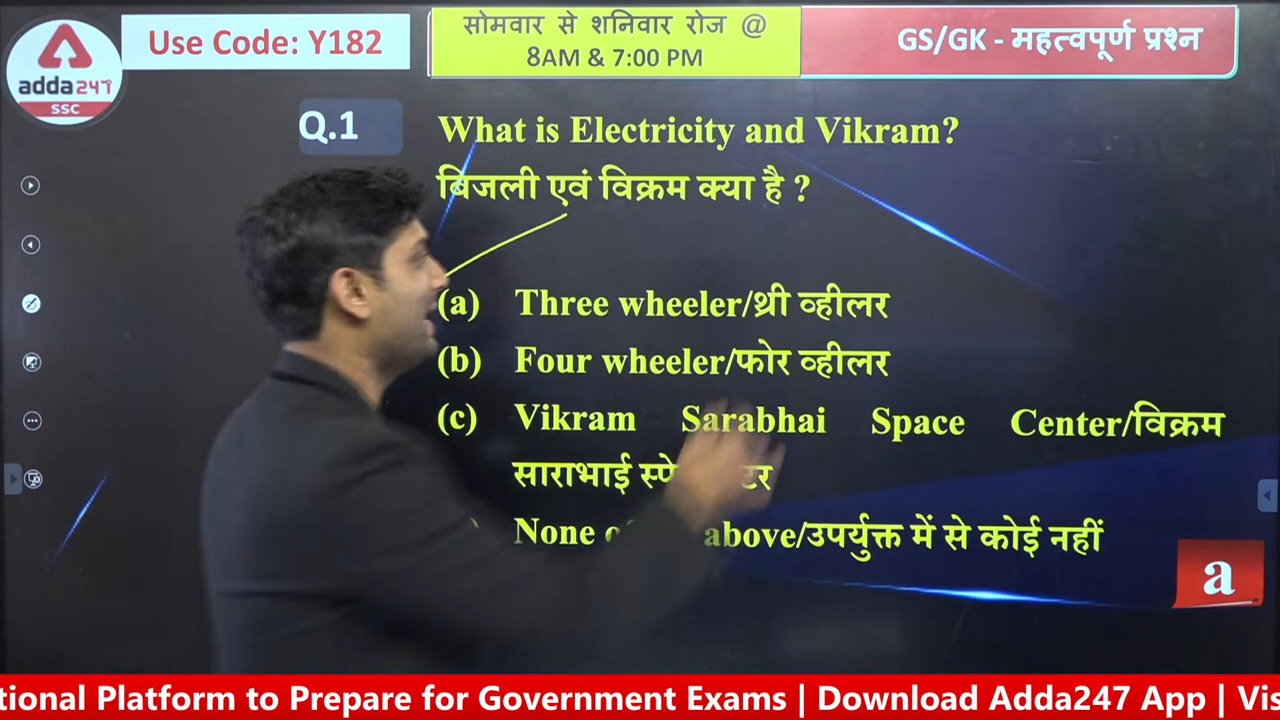 adda247
SSC
Use Code: Y182
सोमवार से शनिवार रोज @
8AM & 7:00 PM
GS/GK - महत्वपूर्ण प्रश्न
Q.1
What is Electricity and Vikram?
बिजली एवं विक्रम क्या है ?
(a) Three wheeler/थ्री व्हीलर
(b) Four wheeler/फोर व्हीलर
(c) Vikram Sarabhai Space Center/विक्रम
साराभाई
None above/उपर्युक्त में से कोई नहीं
a
tional Platform to Prepare for Government Exams | Download Adda247 App | Vis